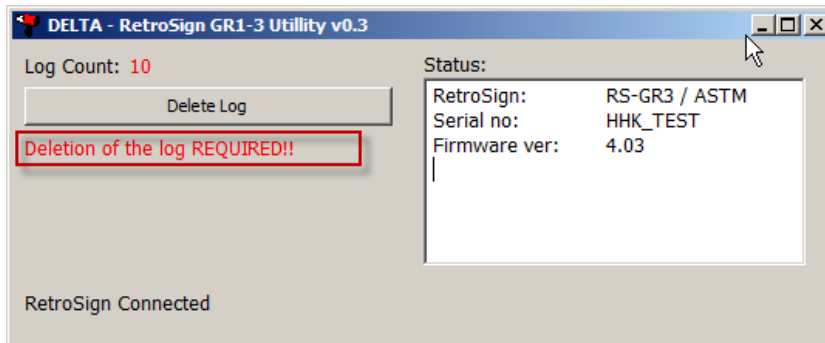 DELTA - RetroSign GR1-3 Utillity v0.3
Log Count: 10
Delete Log
Deletion of the log REQUIRED!!
RetroSign Connected
Status:
RetroSign: RS-GR3 / ASTM
Serial no: HHK_TEST
Firmware ver: 4.03